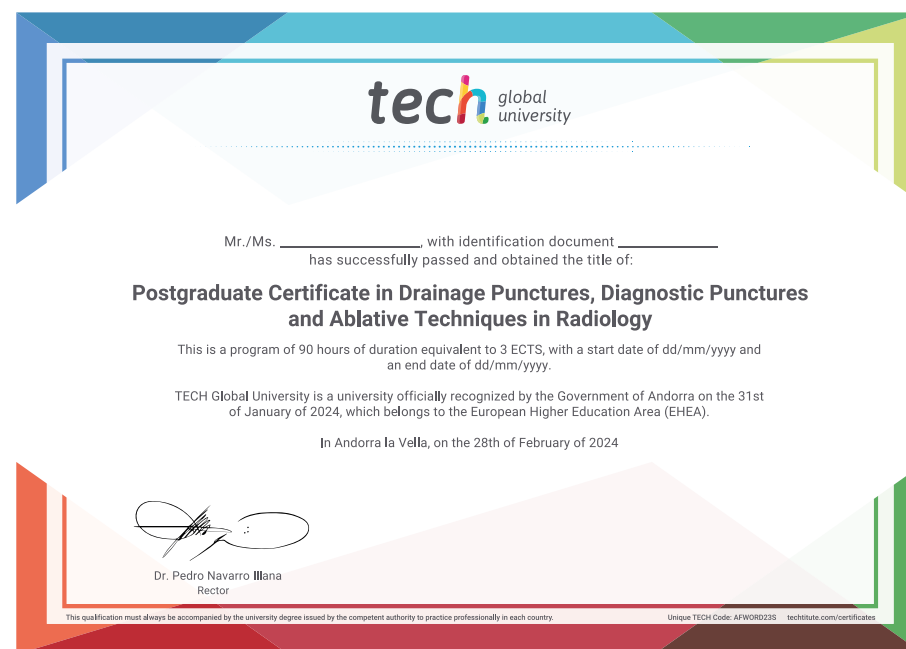 tech global
university
Mr./Ms. ____________, with identification document ____________
has successfully passed and obtained the title of:
Postgraduate Certificate in Drainage Punctures, Diagnostic Punctures
and Ablative Techniques in Radiology
This is a program of 90 hours of duration equivalent to 3 ECTS, with a start date of dd/mm/yyyy and
an end date of dd/mm/yyyy.
TECH Global University is a university officially recognized by the Government of Andorra on the 31st
of January of 2024, which belongs to the European Higher Education Area (EHEA).
In Andorra la Vella, on the 28th of February of 2024
Dr. Pedro Navarro Illana
Rector
This qualification must always be accompanied by the university degree issued by the competent authority to practice professionally in each country.
Unique TECH Code: AFWORD23S techtitute.com/certificates